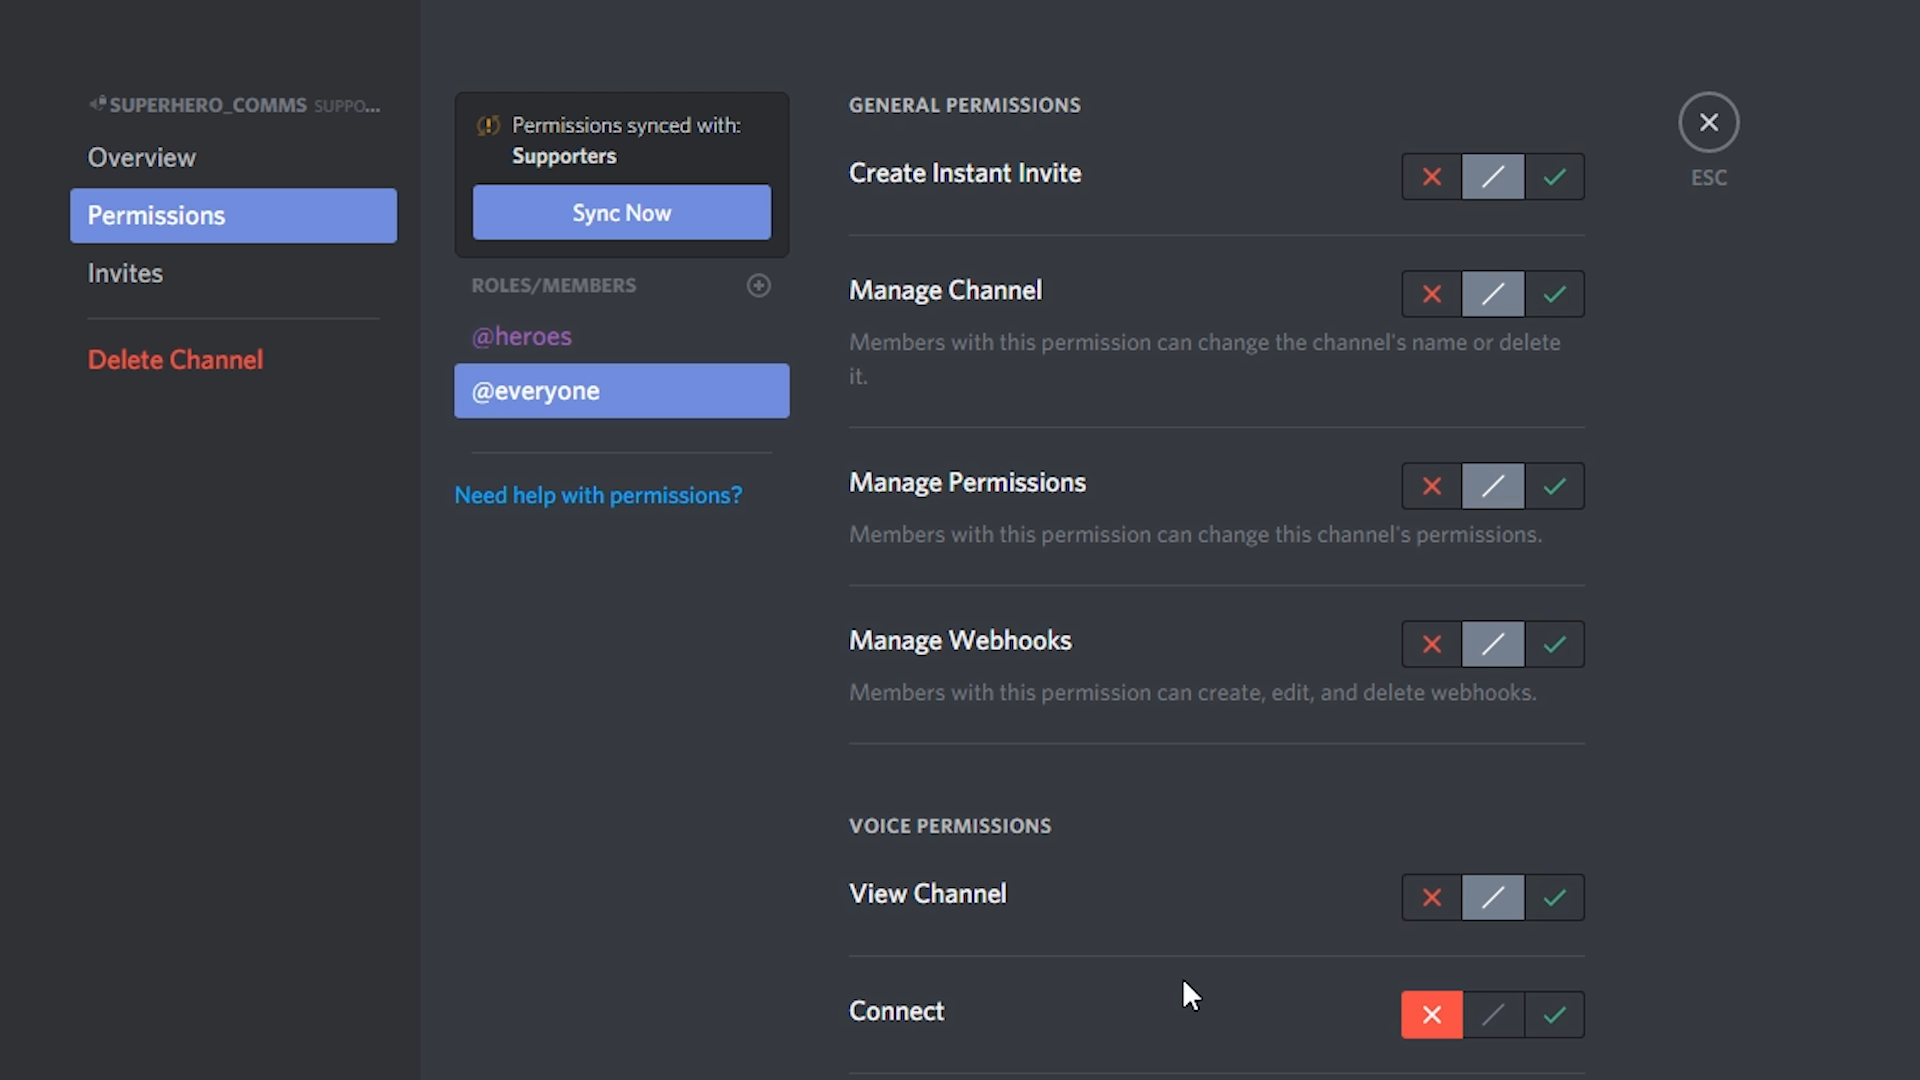 SUPERHERO_COMMS SUPPO...
Overview
Permissions
Invites
Delete Channel
Permissions synced with:
Supporters
Sync Now
ROLES/MEMBERS
@heroes
@everyone
Need help with permissions?
GENERAL PERMISSIONS
Create Instant Invite
Manage Channel
Members with this permission can change the channel's name or delete
it.
Manage Permissions
Members with this permission can change this channel's permissions.
Manage Webhooks
Members with this permission can create, edit, and delete webhooks.
VOICE PERMISSIONS
View Channel
Connect
ESC